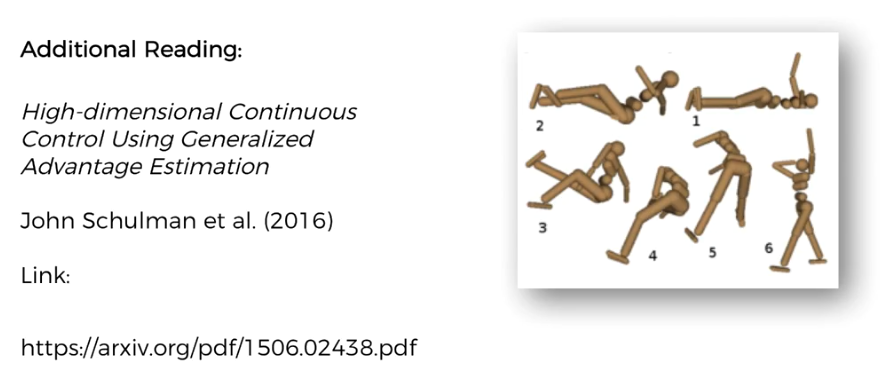 Additional Reading:
High-dimensional Continuous
Control Using Generalized
Advantage Estimation
John Schulman et al. (2016)
Link:
https://arxiv.org/pdf/1506.02438.pdf
2
1
3
4
5
6